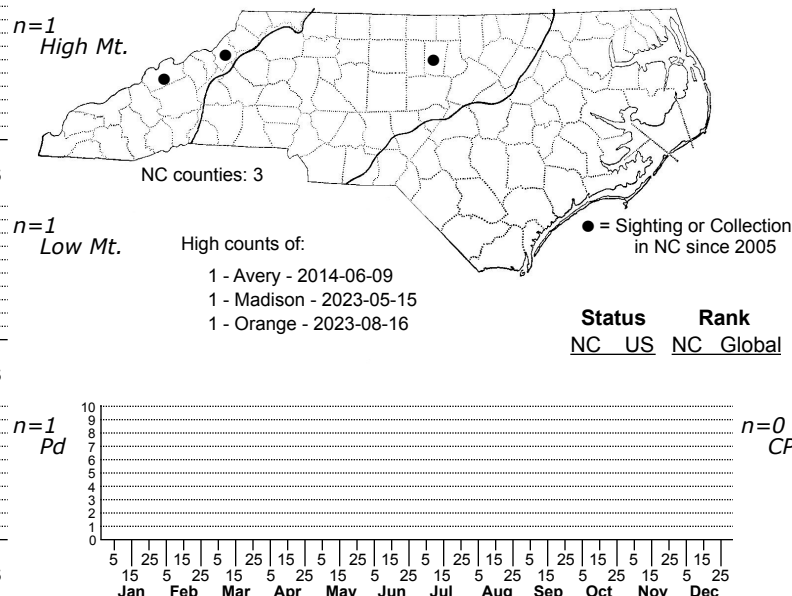 n=1
High Mt.
NC counties: 3
n=1
Low Mt.
● = Sighting or Collection
in NC since 2005
High counts of:
1 - Avery - 2014-06-09
1 - Madison - 2023-05-15
1 - Orange - 2023-08-16
Status Rank
NC US NC Global
n=1
Pd
n=0
CP
10
9
8
7
6
5
4
3
2
1
0
5 25 15 5 25 15 5 25 15 5 25 15 5 25 15 5 25 15
15 5 25 15 5 25 15 5 25 15 5 25 15 5 25 15 5 25
Jan Feb Mar Apr May Jun Jul Aug Sep Oct Nov Dec